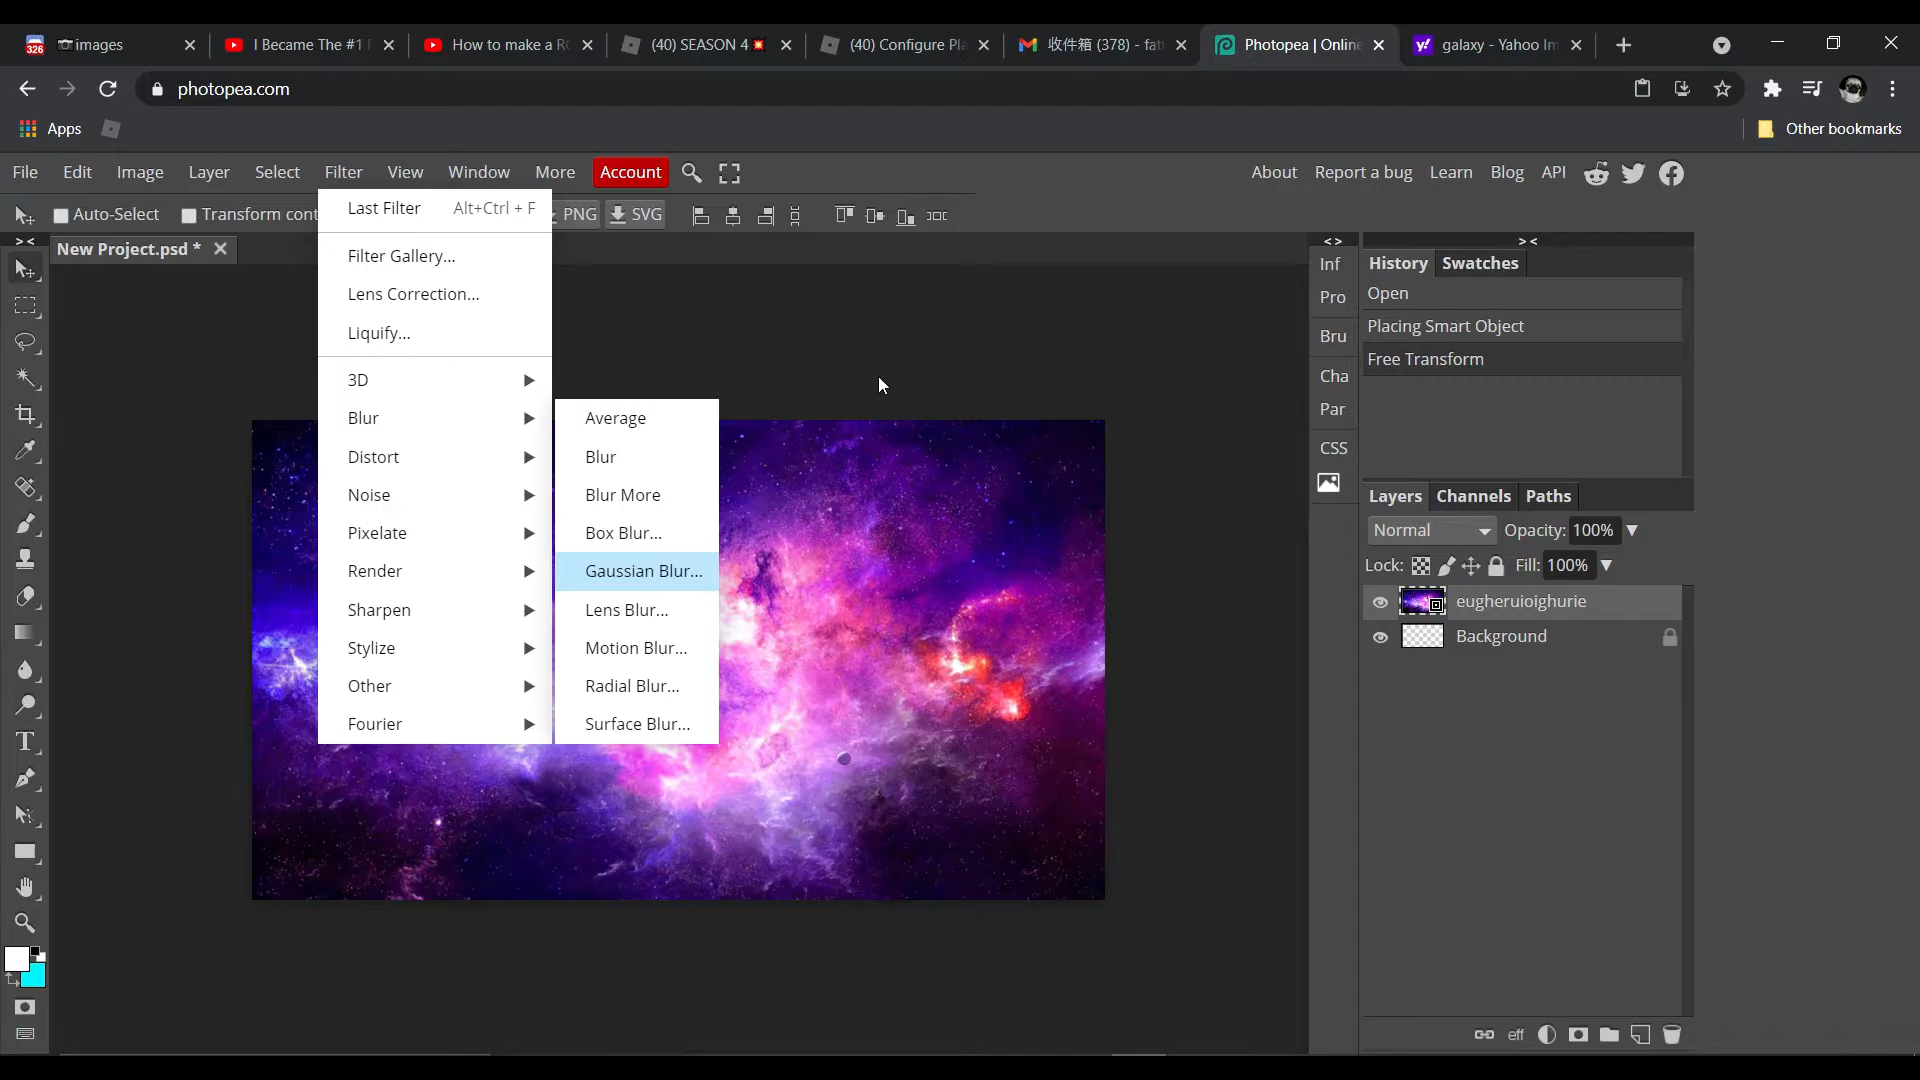 326 images
I Became The #1 F
How to make a RO
(40) SEASON 4
(40) Configure Pla
收件箱 (378) - fat
Photopea | Online
galaxy - Yahoo Im
photopea.com
Apps
Other bookmarks
File Edit Image Layer Select Filter View Window More Account
About Report a bug Learn Blog API
Auto-Select Transform cont
PNG SVG
New Project.psd *
Last Filter Alt+Ctrl + F
Filter Gallery...
Lens Correction...
Liquify...
3D
Blur
Distort
Noise
Pixelate
Render
Sharpen
Stylize
Other
Fourier
Average
Blur
Blur More
Box Blur...
Gaussian Blur...
Lens Blur...
Motion Blur...
Radial Blur...
Surface Blur...
Inf
Pro
Bru
Cha
Par
CSS
History Swatches
Open
Placing Smart Object
Free Transform
Layers Channels Paths
Normal Opacity: 100%
Lock: Fill: 100%
eugheruioighurie
Background
eff